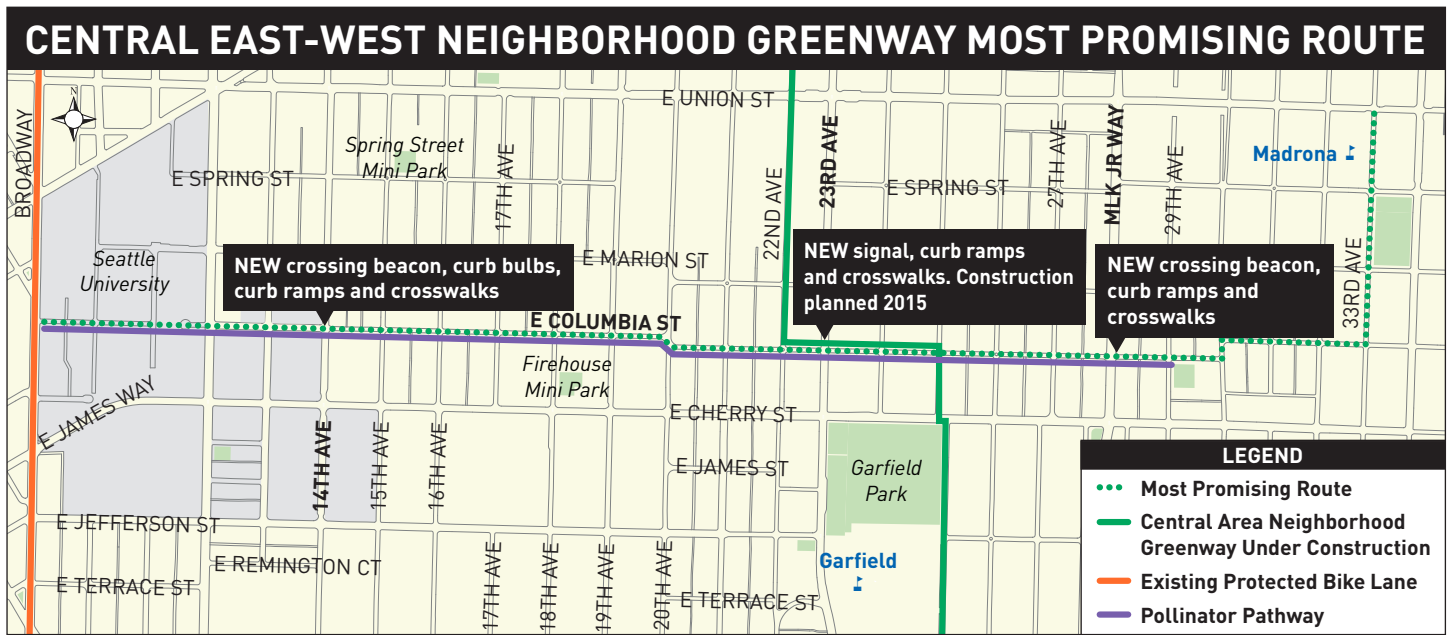 CENTRAL EAST-WEST NEIGHBORHOOD GREENWAY MOST PROMISING ROUTE
N
BROADWAY
E UNION ST
Spring Street
Mini Park
E SPRING ST
17TH AVE
22ND AVE
23RD AVE
E SPRING ST
27TH AVE
MLK JR WAY
29TH AVE
Madrona
33RD AVE
Seattle
University
E MARION ST
NEW crossing beacon, curb bulbs,
curb ramps and crosswalks
NEW signal, curb ramps
and crosswalks. Construction
planned 2015
NEW crossing beacon,
curb ramps and
crosswalks
E COLUMBIA ST
Firehouse
Mini Park
E JAMES WAY
E CHERRY ST
14TH AVE
15TH AVE
16TH AVE
E JAMES ST
Garfield
Park
E JEFFERSON ST
E REMINGTON CT
E TERRACE ST
17TH AVE
18TH AVE
19TH AVE
20TH AVE
E TERRACE ST
Garfield
LEGEND
Most Promising Route
Central Area Neighborhood
Greenway Under Construction
Existing Protected Bike Lane
Pollinator Pathway